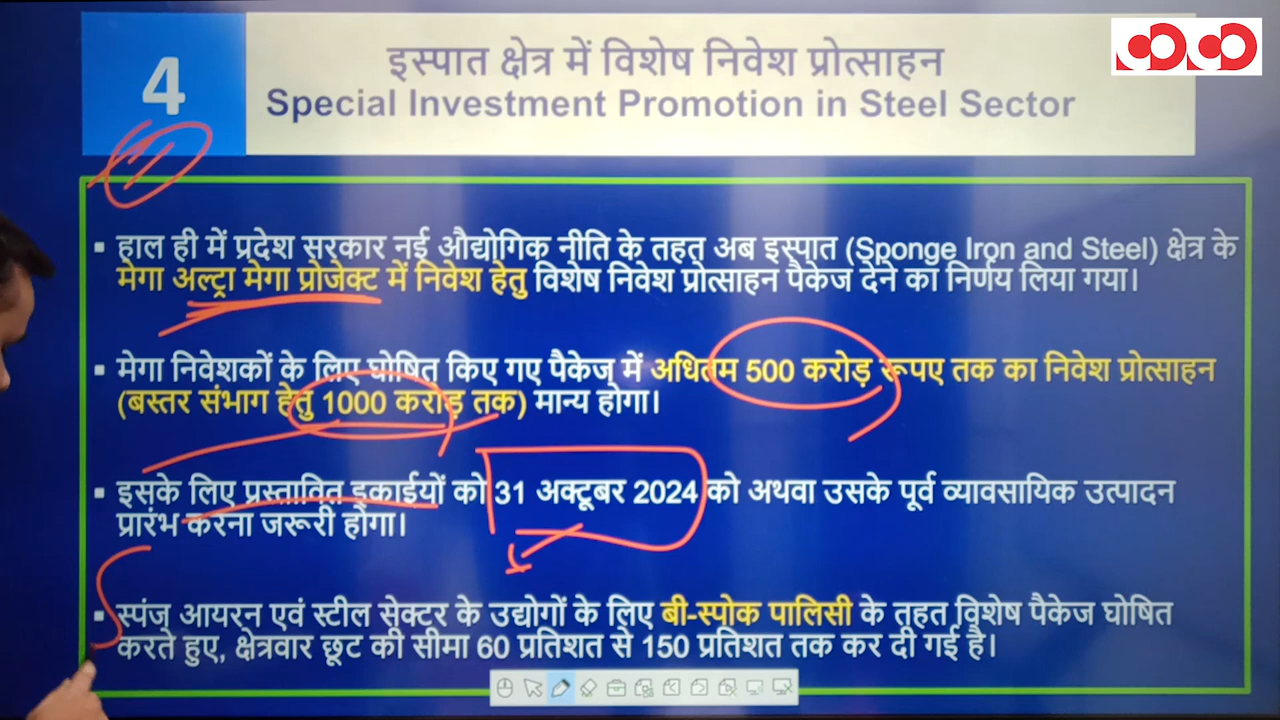 4
इस्पात क्षेत्र में विशेष निवेश प्रोत्साहन
Special Investment Promotion in Steel Sector
▪ हाल ही में प्रदेश सरकार नई औद्योगिक नीति के तहत अब इस्पात (Sponge Iron and Steel) क्षेत्र के
मेगा अल्ट्रा मेगा प्रोजेक्ट में निवेश हेतु विशेष निवेश प्रोत्साहन पैकेज देने का निर्णय लिया गया।
▪ मेगा निवेशकों के लिए घोषित किए गए पैकेज में अधितम 500 करोड़ रूपए तक का निवेश प्रोत्साहन
(बस्तर संभाग हेतु 1000 करोड़ तक) मान्य होगा।
▪ इसके लिए प्रस्तावित इकाईयों को 31 अक्टूबर 2024 को अथवा उसके पूर्व व्यावसायिक उत्पादन
प्रारंभ करना जरूरी होगा।
▪ स्पंज आयरन एवं स्टील सेक्टर के उद्योगों के लिए बी-स्पोक पालिसी के तहत विशेष पैकेज घोषित
करते हुए, क्षेत्रवार छूट की सीमा 60 प्रतिशत से 150 प्रतिशत तक कर दी गई है।